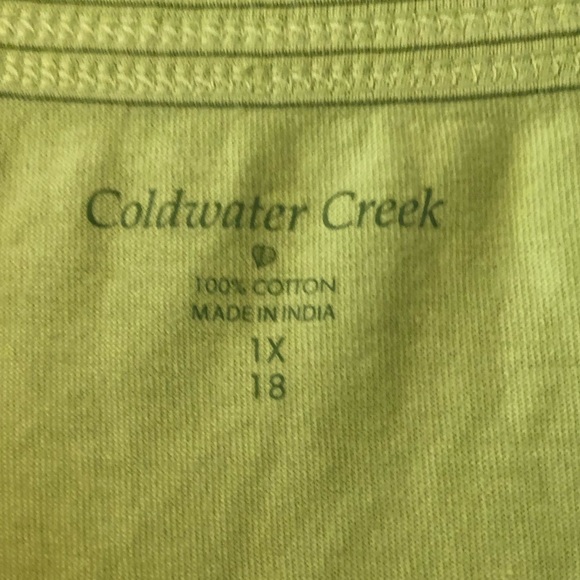 Coldwater Creek
100% COTTON
MADE IN INDIA
1X
18